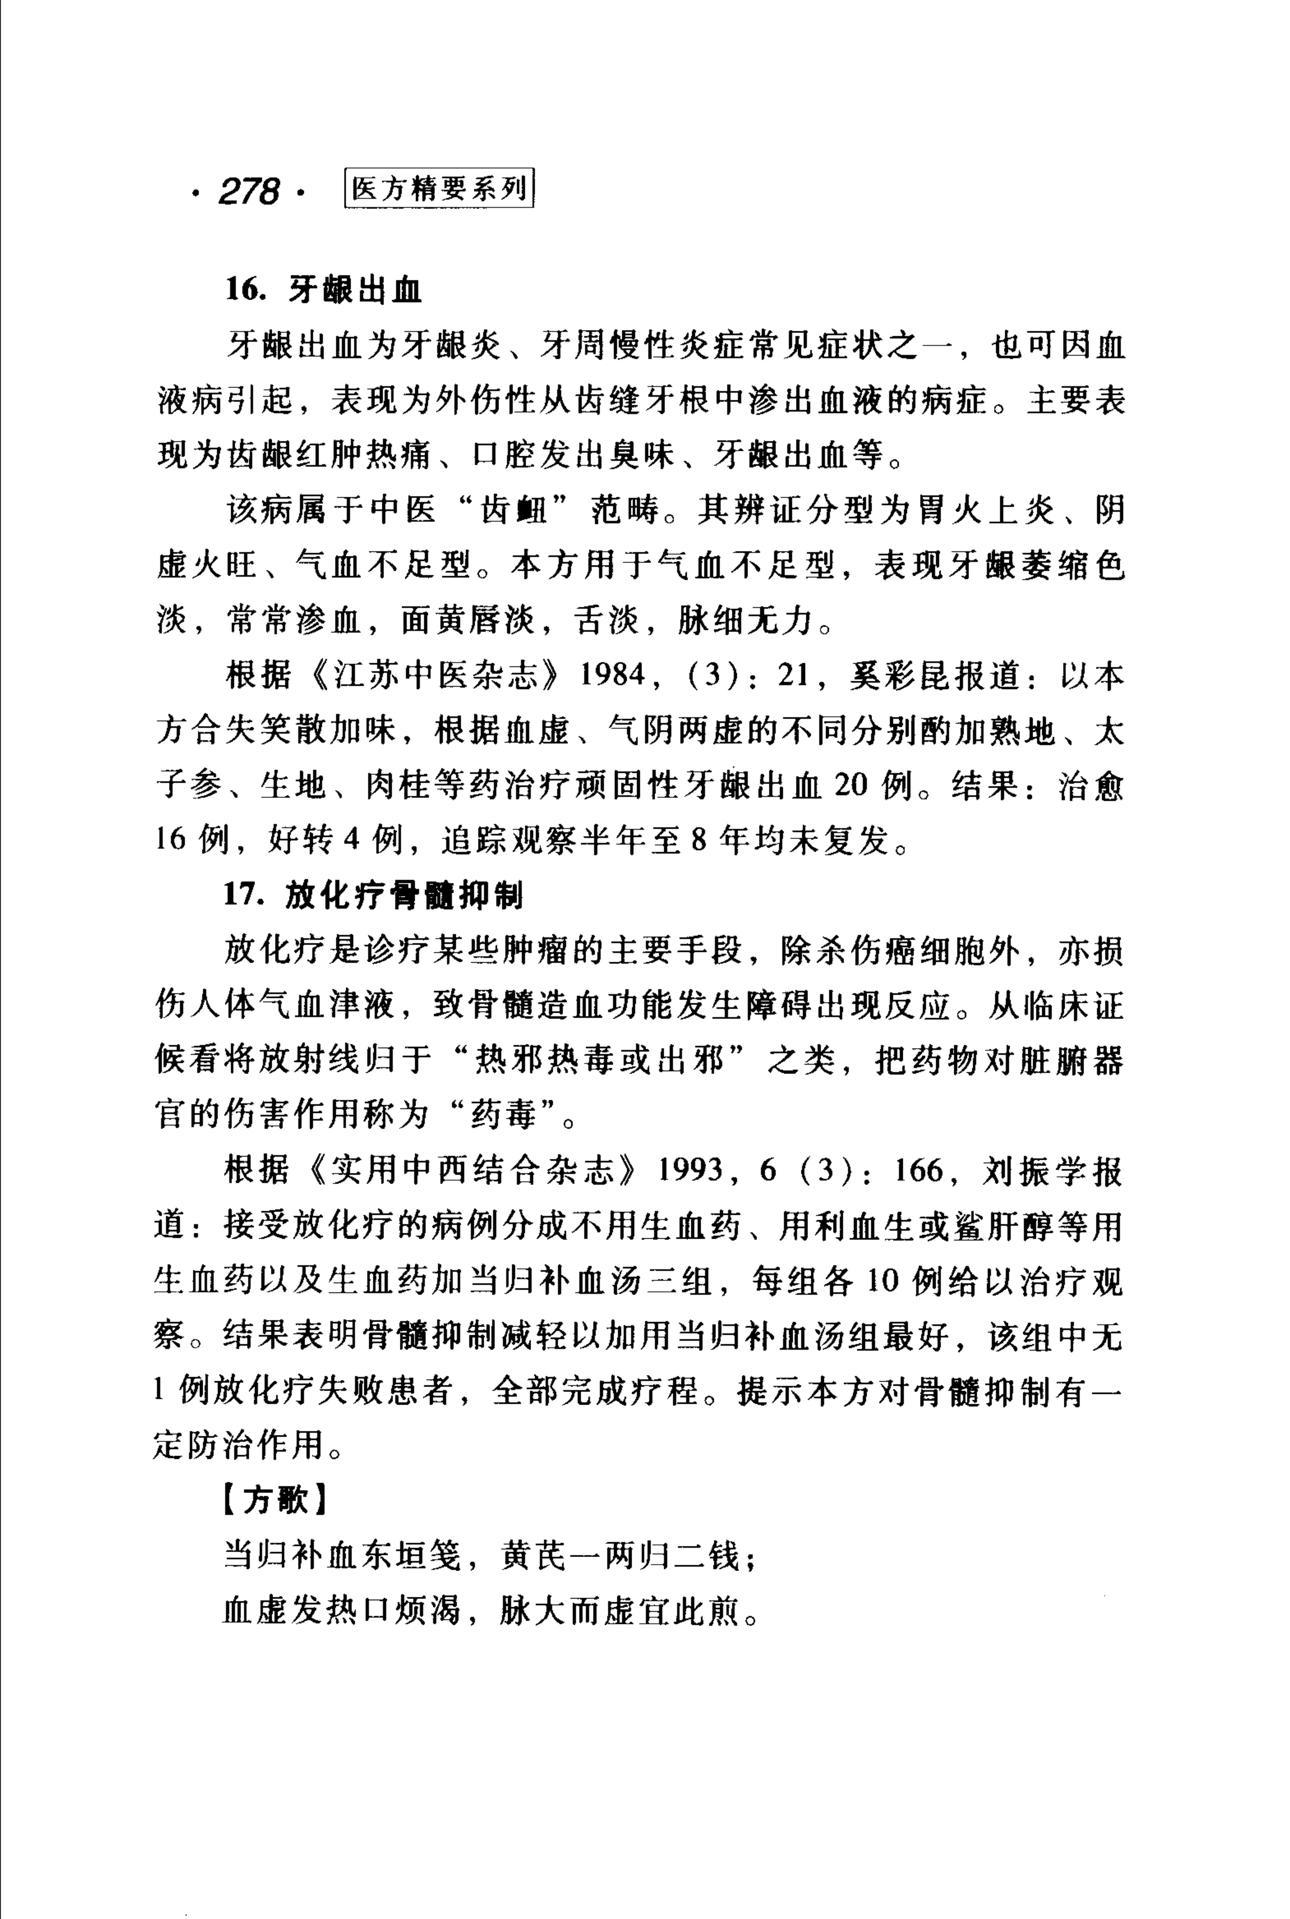 ·278· 医方精要系列
16. 牙龈出血
牙龈出血为牙龈炎、牙周慢性炎症常见症状之一，也可因血
液病引起，表现为外伤性从齿缝牙根中渗出血液的病症。主要表
现为齿龈红肿热痛、口腔发出臭味、牙龈出血等。
该病属于中医“齿衄”范畴。其辨证分型为胃火上炎、阴
虚火旺、气血不足型。本方用于气血不足型，表现牙龈萎缩色
淡，常常渗血，面黄唇淡，舌淡，脉细无力。
根据《江苏中医杂志》1984，(3)：21，奚彩昆报道：以本
方合失笑散加味，根据血虚、气阴两虚的不同分别酌加熟地、太
子参、生地、肉桂等药治疗顽固性牙龈出血 20 例。结果：治愈
16 例，好转 4 例，追踪观察半年至 8 年均未复发。
17. 放化疗骨髓抑制
放化疗是诊疗某些肿瘤的主要手段，除杀伤癌细胞外，亦损
伤人体气血津液，致骨髓造血功能发生障碍出现反应。从临床证
候看将放射线归于“热邪热毒或出邪”之类，把药物对脏腑器
官的伤害作用称为“药毒”。
根据《实用中西结合杂志》1993，6 (3)：166，刘振学报
道：接受放化疗的病例分成不用生血药、用利血生或鲨肝醇等用
生血药以及生血药加当归补血汤三组，每组各 10 例给以治疗观
察。结果表明骨髓抑制减轻以加用当归补血汤组最好，该组中无
1 例放化疗失败患者，全部完成疗程。提示本方对骨髓抑制有一
定防治作用。
【方歌】
当归补血东垣笺，黄芪一两归二钱；
血虚发热口烦渴，脉大而虚宜此煎。